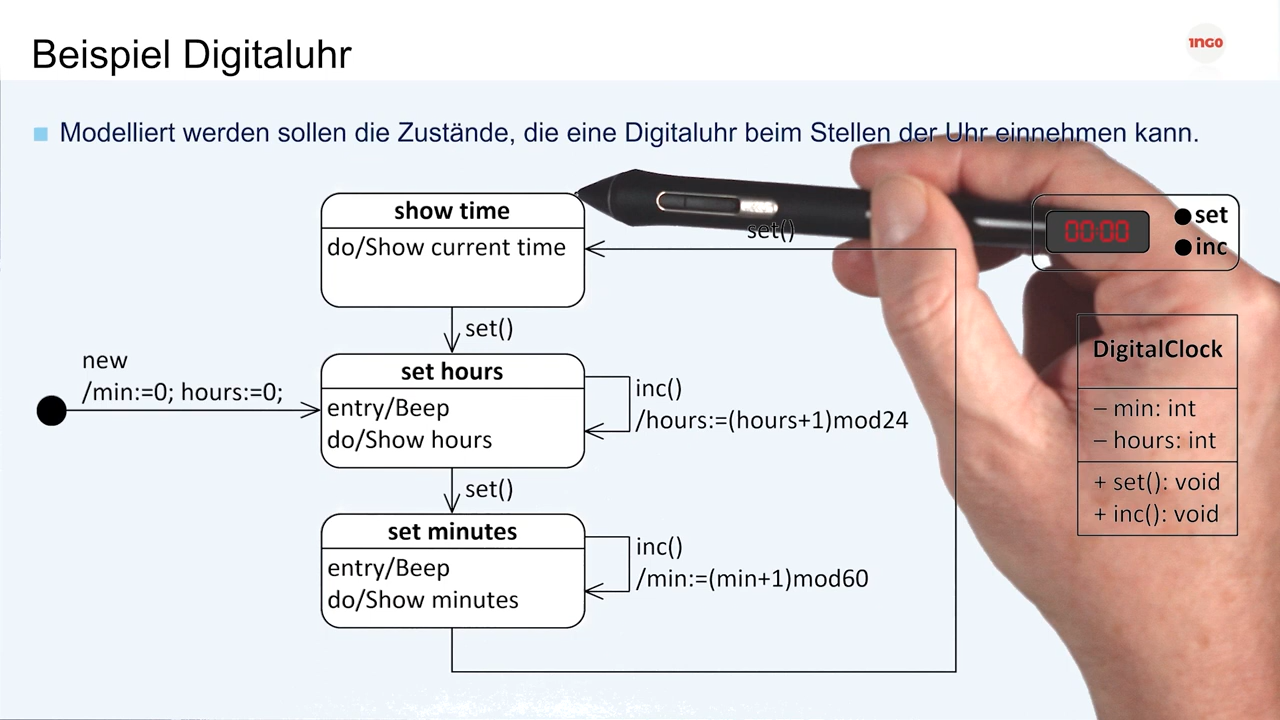 Beispiel Digitaluhr
1NGO
Modelliert werden sollen die Zustände, die eine Digitaluhr beim Stellen der Uhr einnehmen kann.
show time
do/Show current time
set()
00:00
set
inc
set()
new
/min:=0; hours:=0;
set hours
entry/Beep
do/Show hours
inc()
/hours:=(hours+1)mod24
DigitalClock
– min: int
– hours: int
+ set(): void
+ inc(): void
set()
set minutes
entry/Beep
do/Show minutes
inc()
/min:=(min+1)mod60